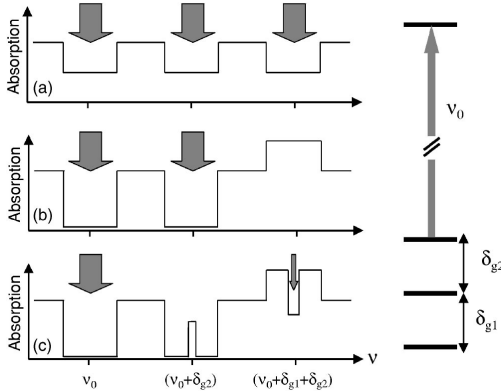 Absorption
(a)
Absorption
(b)
Absorption
(c)
ν₀
(ν₀+δg2)
(ν₀+δg1+δg2)
ν
ν₀
δg2
δg1